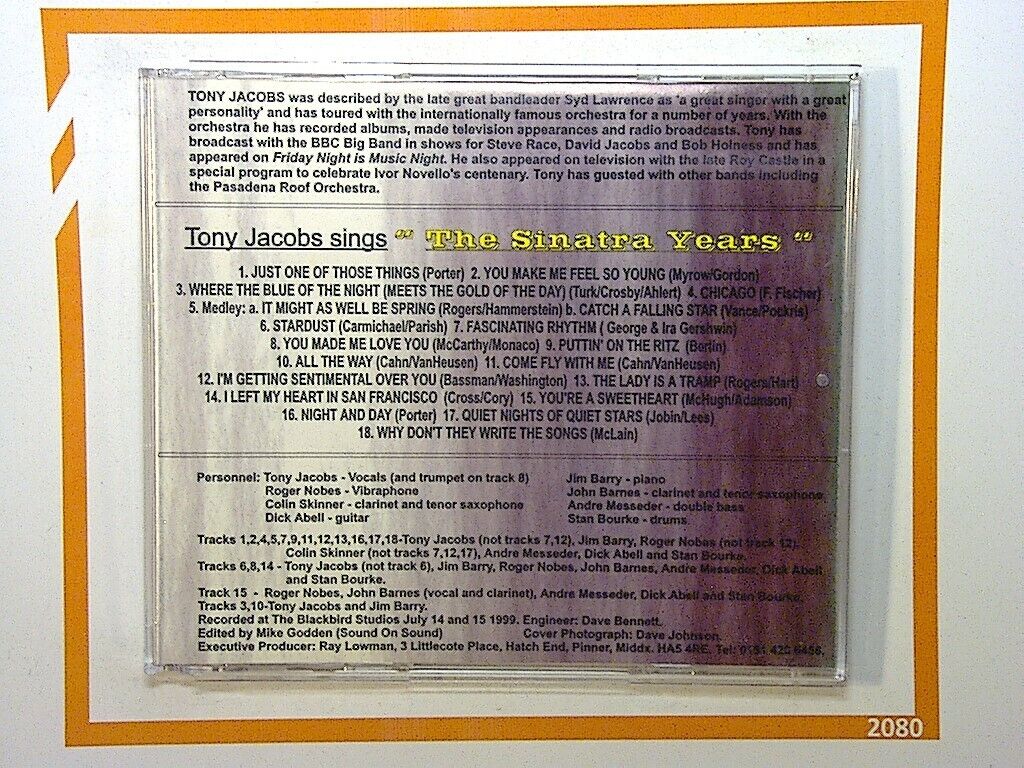 TONY JACOBS was described by the late great bandleader Syd Lawrence as 'a great singer with a great
personality' and has toured with the internationally famous orchestra for a number of years. With the
orchestra he has recorded albums, made television appearances and radio broadcasts. Tony has
broadcast with the BBC Big Band in shows for Steve Race, David Jacobs and Bob Holness and has
appeared on Friday Night is Music Night. He also appeared on television with the late Roy Castle in a
special program to celebrate Ivor Novello's centenary. Tony has guested with other bands including
the Pasadena Roof Orchestra.
Tony Jacobs sings " The Sinatra Years "
1. JUST ONE OF THOSE THINGS (Porter) 2. YOU MAKE ME FEEL SO YOUNG (Myrow/Gordon)
3. WHERE THE BLUE OF THE NIGHT (MEETS THE GOLD OF THE DAY) (Turk/Crosby/Ahlert) 4. CHICAGO (F. Fischer)
5. Medley: a. IT MIGHT AS WELL BE SPRING (Rogers/Hammerstein) b. CATCH A FALLING STAR (Vance/Pockris)
6. STARDUST (Carmichael/Parish) 7. FASCINATING RHYTHM ( George & Ira Gershwin)
8. YOU MADE ME LOVE YOU (McCarthy/Monaco) 9. PUTTIN' ON THE RITZ (Berlin)
10. ALL THE WAY (Cahn/VanHeusen) 11. COME FLY WITH ME (Cahn/VanHeusen)
12. I'M GETTING SENTIMENTAL OVER YOU (Bassman/Washington) 13. THE LADY IS A TRAMP (Rogers/Hart)
14. I LEFT MY HEART IN SAN FRANCISCO (Cross/Cory) 15. YOU'RE A SWEETHEART (McHugh/Adamson)
16. NIGHT AND DAY (Porter) 17. QUIET NIGHTS OF QUIET STARS (Jobin/Lees)
18. WHY DON'T THEY WRITE THE SONGS (McLain)
Personnel: Tony Jacobs - Vocals (and trumpet on track 8) Jim Barry - piano
Roger Nobes - Vibraphone John Barnes - clarinet and tenor saxophone
Colin Skinner - clarinet and tenor saxophone Andre Messeder - double bass
Dick Abell - guitar Stan Bourke - drums
Tracks 1,2,4,5,7,9,11,12,13,16,17,18-Tony Jacobs (not tracks 7,12), Jim Barry, Roger Nobes (not track 12).
Colin Skinner (not tracks 7,12,17), Andre Messeder, Dick Abell and Stan Bourke.
Tracks 6,8,14 - Tony Jacobs (not track 6), Jim Barry, Roger Nobes, John Barnes, Andre Messeder, Dick Abell
and Stan Bourke.
Track 15 - Roger Nobes, John Barnes (vocal and clarinet), Andre Messeder, Dick Abell and Stan Bourke.
Tracks 3,10-Tony Jacobs and Jim Barry.
Recorded at The Blackbird Studios July 14 and 15 1999. Engineer: Dave Bennett.
Edited by Mike Godden (Sound On Sound) Cover Photograph: Dave Johnson.
Executive Producer: Ray Lowman, 3 Littlecote Place, Hatch End, Pinner, Middx. HA5 4RE. Tel: 0181 428
2080